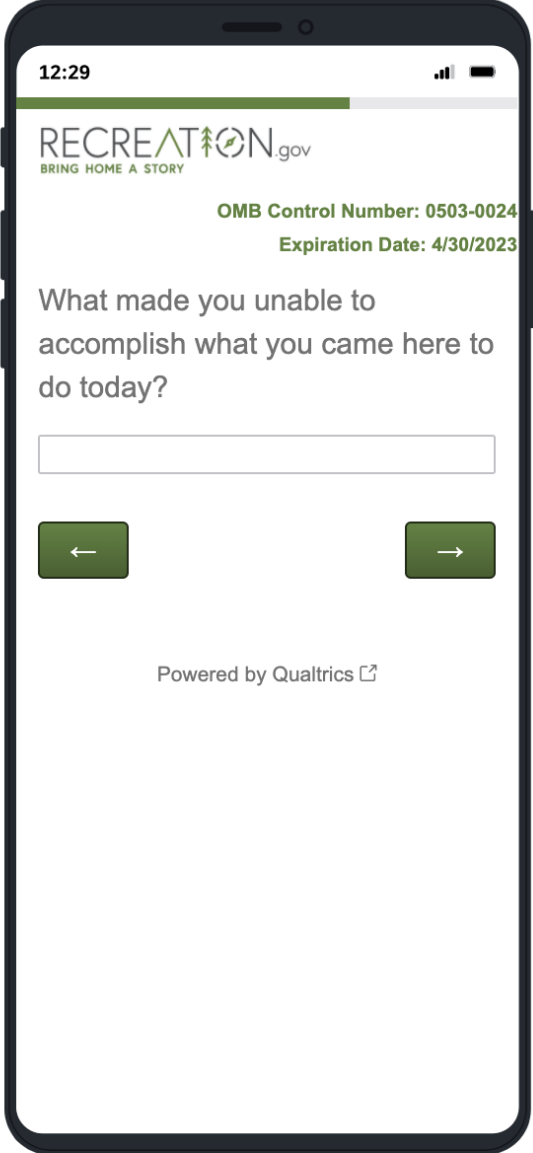 12:29
RECREATION.gov
BRING HOME A STORY
OMB Control Number: 0503-0024
Expiration Date: 4/30/2023
What made you unable to
accomplish what you came here to
do today?
←
→
Powered by Qualtrics